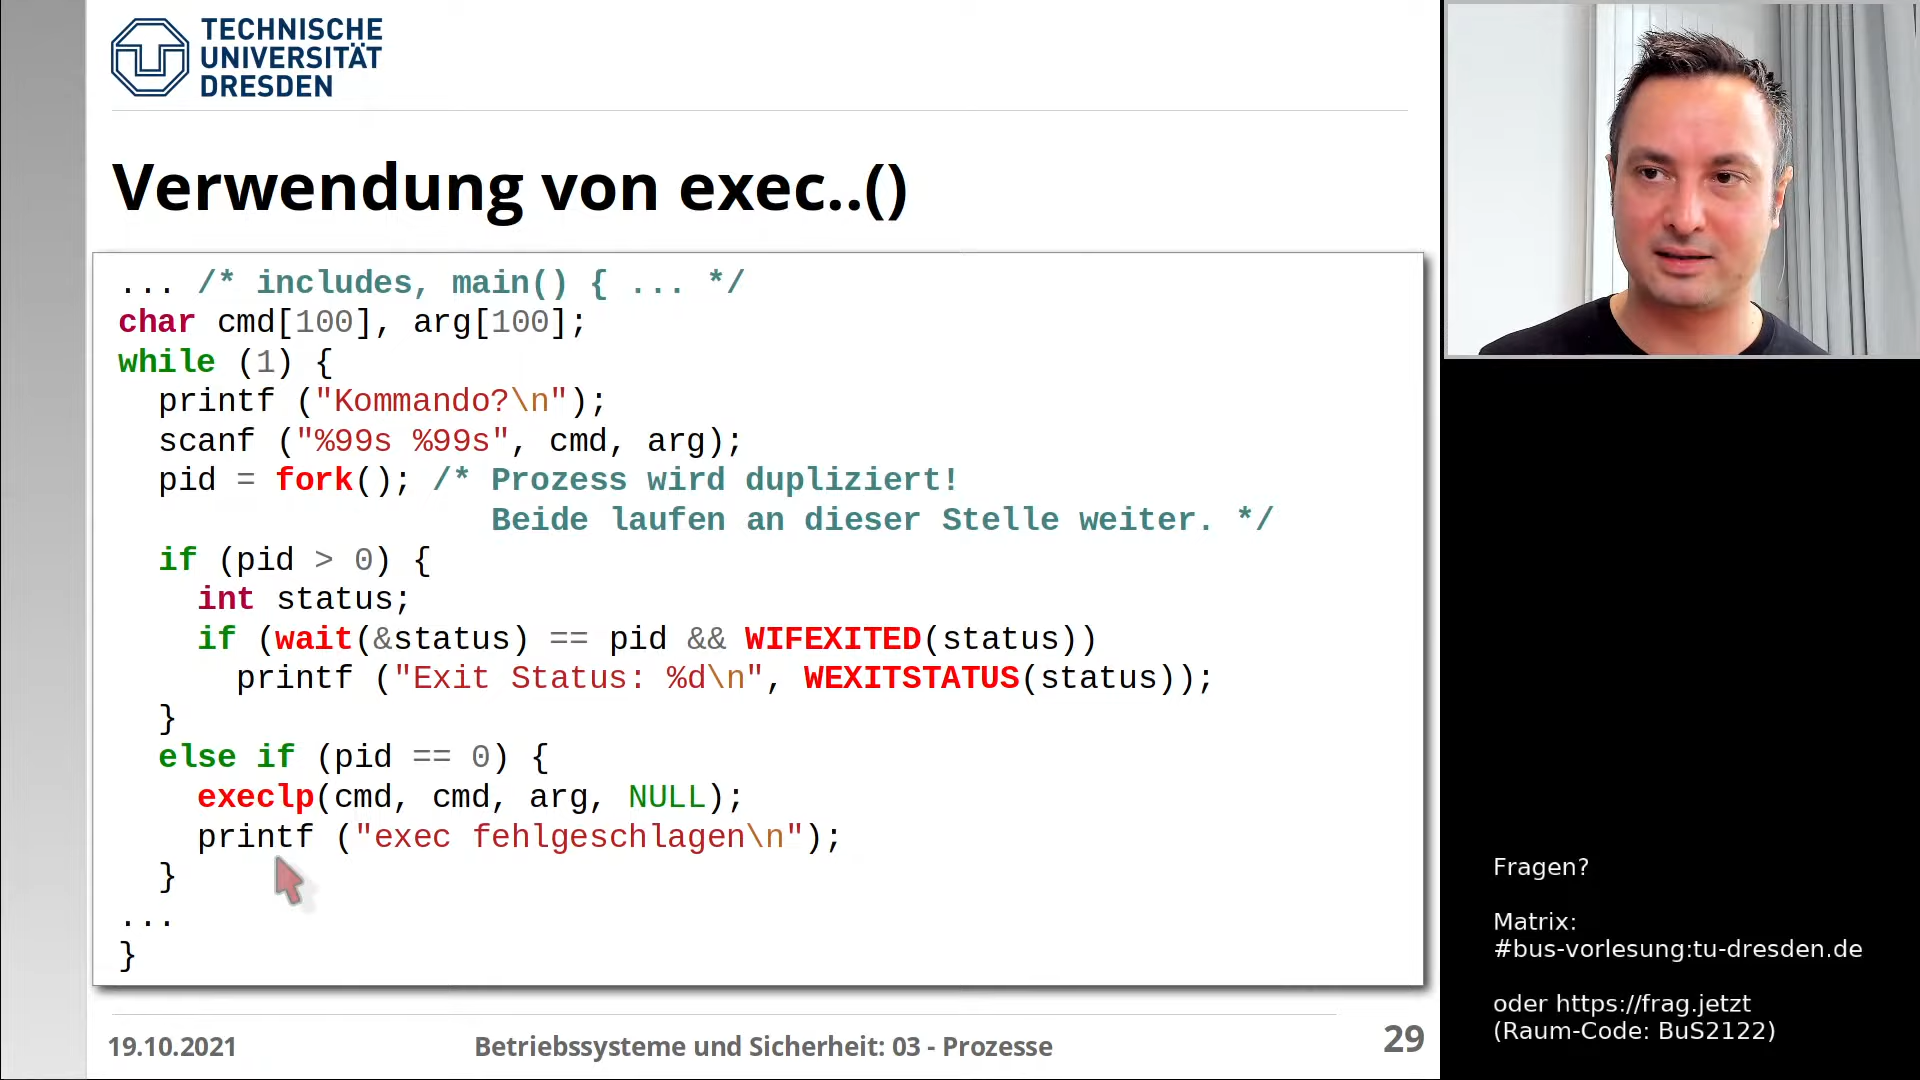 TECHNISCHE
UNIVERSITÄT
DRESDEN
Verwendung von exec..()
... /* includes, main() { ... */
char cmd[100], arg[100];
while (1) {
  printf ("Kommando?\n");
  scanf ("%99s %99s", cmd, arg);
  pid = fork(); /* Prozess wird dupliziert!
                   Beide laufen an dieser Stelle weiter. */
  if (pid > 0) {
    int status;
    if (wait(&status) == pid && WIFEXITED(status))
      printf ("Exit Status: %d\n", WEXITSTATUS(status));
  }
  else if (pid == 0) {
    execlp(cmd, cmd, arg, NULL);
    printf ("exec fehlgeschlagen\n");
  }
...
}
19.10.2021
Betriebssysteme und Sicherheit: 03 - Prozesse
29
Fragen?
Matrix:
#bus-vorlesung:tu-dresden.de
oder https://frag.jetzt
(Raum-Code: BuS2122)